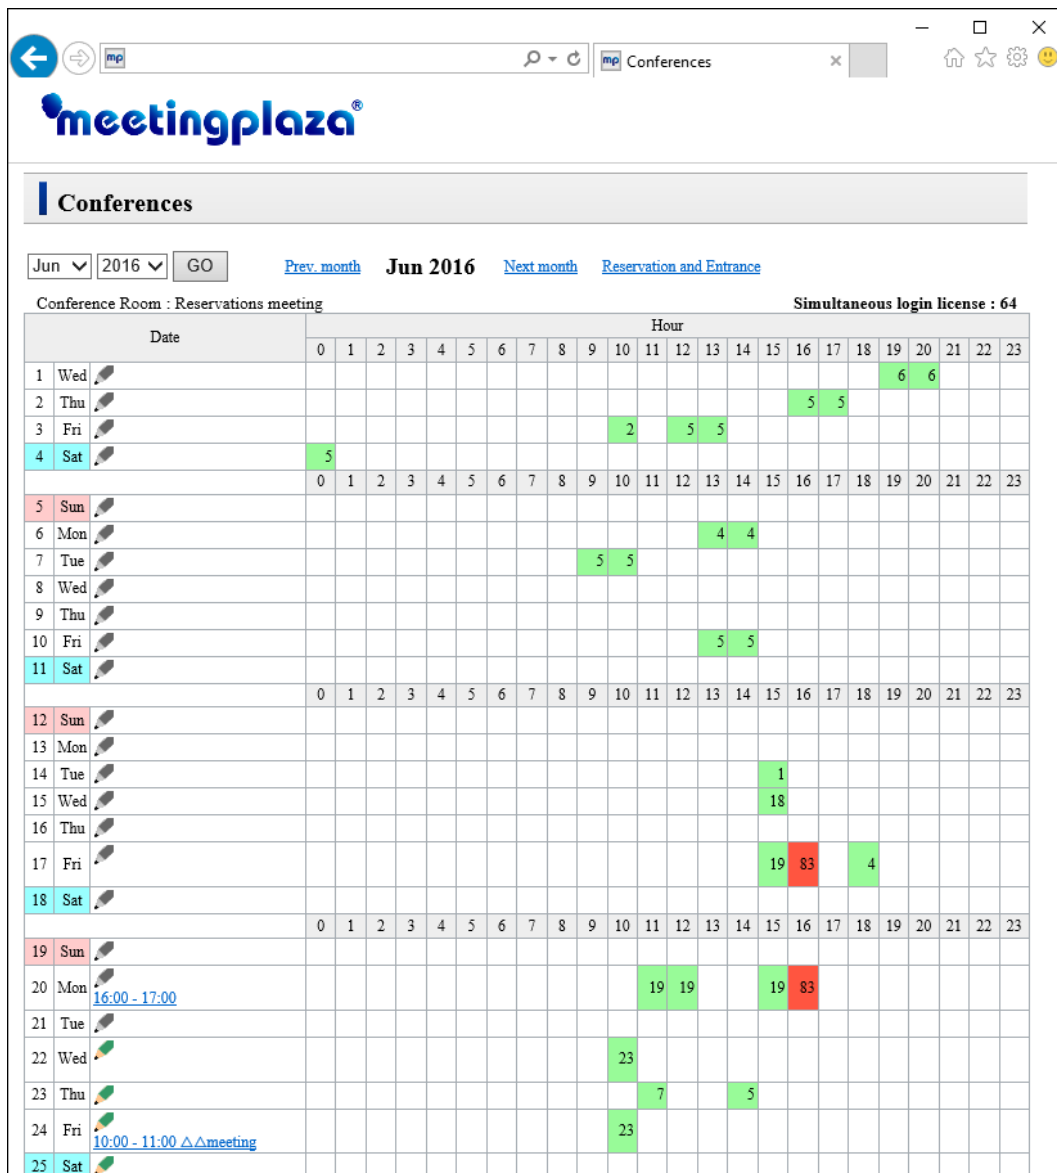 mp
mp Conferences
meetingplaza®
Conferences
Jun 2016 GO Prev. month Jun 2016 Next month Reservation and Entrance
Conference Room : Reservations meeting Simultaneous login license : 64
Date Hour
0 1 2 3 4 5 6 7 8 9 10 11 12 13 14 15 16 17 18 19 20 21 22 23
1 Wed 6 6
2 Thu 5 5
3 Fri 2 5 5
4 Sat 5
0 1 2 3 4 5 6 7 8 9 10 11 12 13 14 15 16 17 18 19 20 21 22 23
5 Sun
6 Mon 4 4
7 Tue 5 5
8 Wed
9 Thu
10 Fri 5 5
11 Sat
0 1 2 3 4 5 6 7 8 9 10 11 12 13 14 15 16 17 18 19 20 21 22 23
12 Sun
13 Mon
14 Tue 1
15 Wed 18
16 Thu
17 Fri 19 83 4
18 Sat
0 1 2 3 4 5 6 7 8 9 10 11 12 13 14 15 16 17 18 19 20 21 22 23
19 Sun
20 Mon 19 19 19 83
16:00 - 17:00
21 Tue
22 Wed 23
23 Thu 7 5
24 Fri 23
10:00 - 11:00 △△meeting
25 Sat